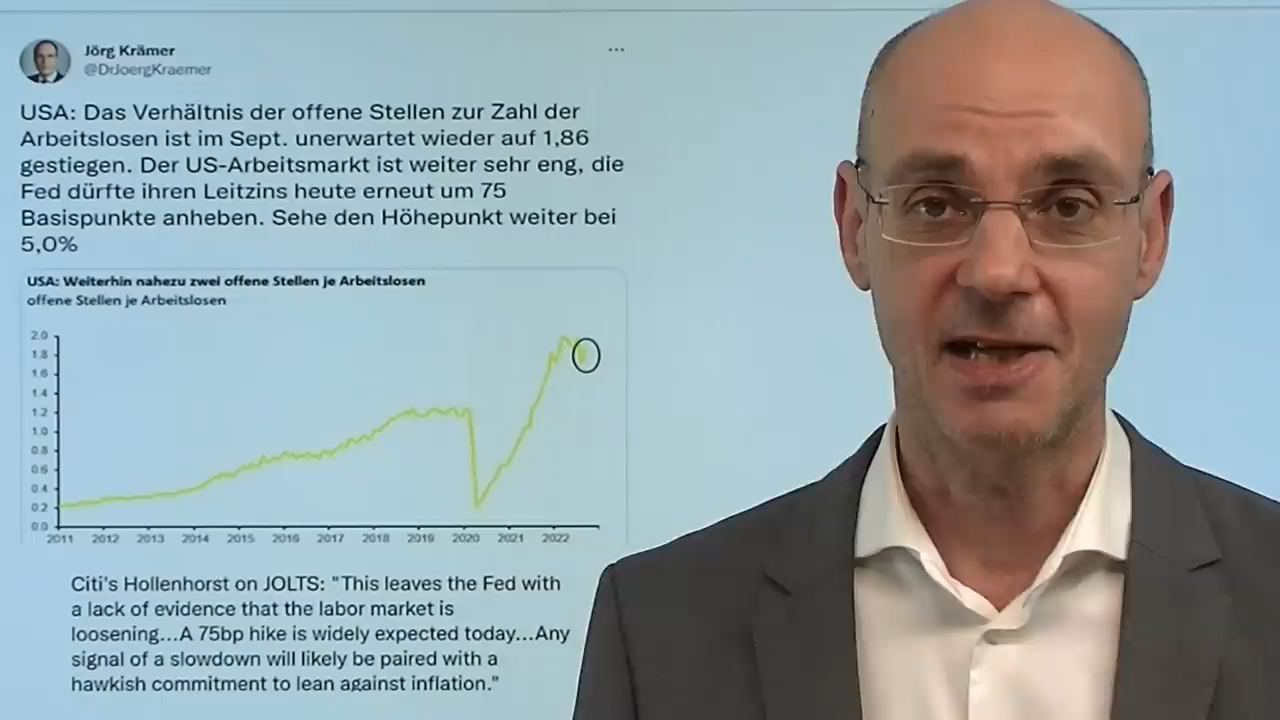 Jörg Krämer
@DrJoergKraemer
USA: Das Verhältnis der offene Stellen zur Zahl der
Arbeitslosen ist im Sept. unerwartet wieder auf 1,86
gestiegen. Der US-Arbeitsmarkt ist weiter sehr eng, die
Fed dürfte ihren Leitzins heute erneut um 75
Basispunkte anheben. Sehe den Höhepunkt weiter bei
5,0%
USA: Weiterhin nahezu zwei offene Stellen je Arbeitslosen
offene Stellen je Arbeitslosen
2.0
1.8
1.6
1.4
1.2
1.0
0.8
0.6
0.4
0.2
0.0
2011 2012 2013 2014 2015 2016 2017 2018 2019 2020 2021 2022
Citi's Hollenhorst on JOLTS: "This leaves the Fed with
a lack of evidence that the labor market is
loosening...A 75bp hike is widely expected today...Any
signal of a slowdown will likely be paired with a
hawkish commitment to lean against inflation."